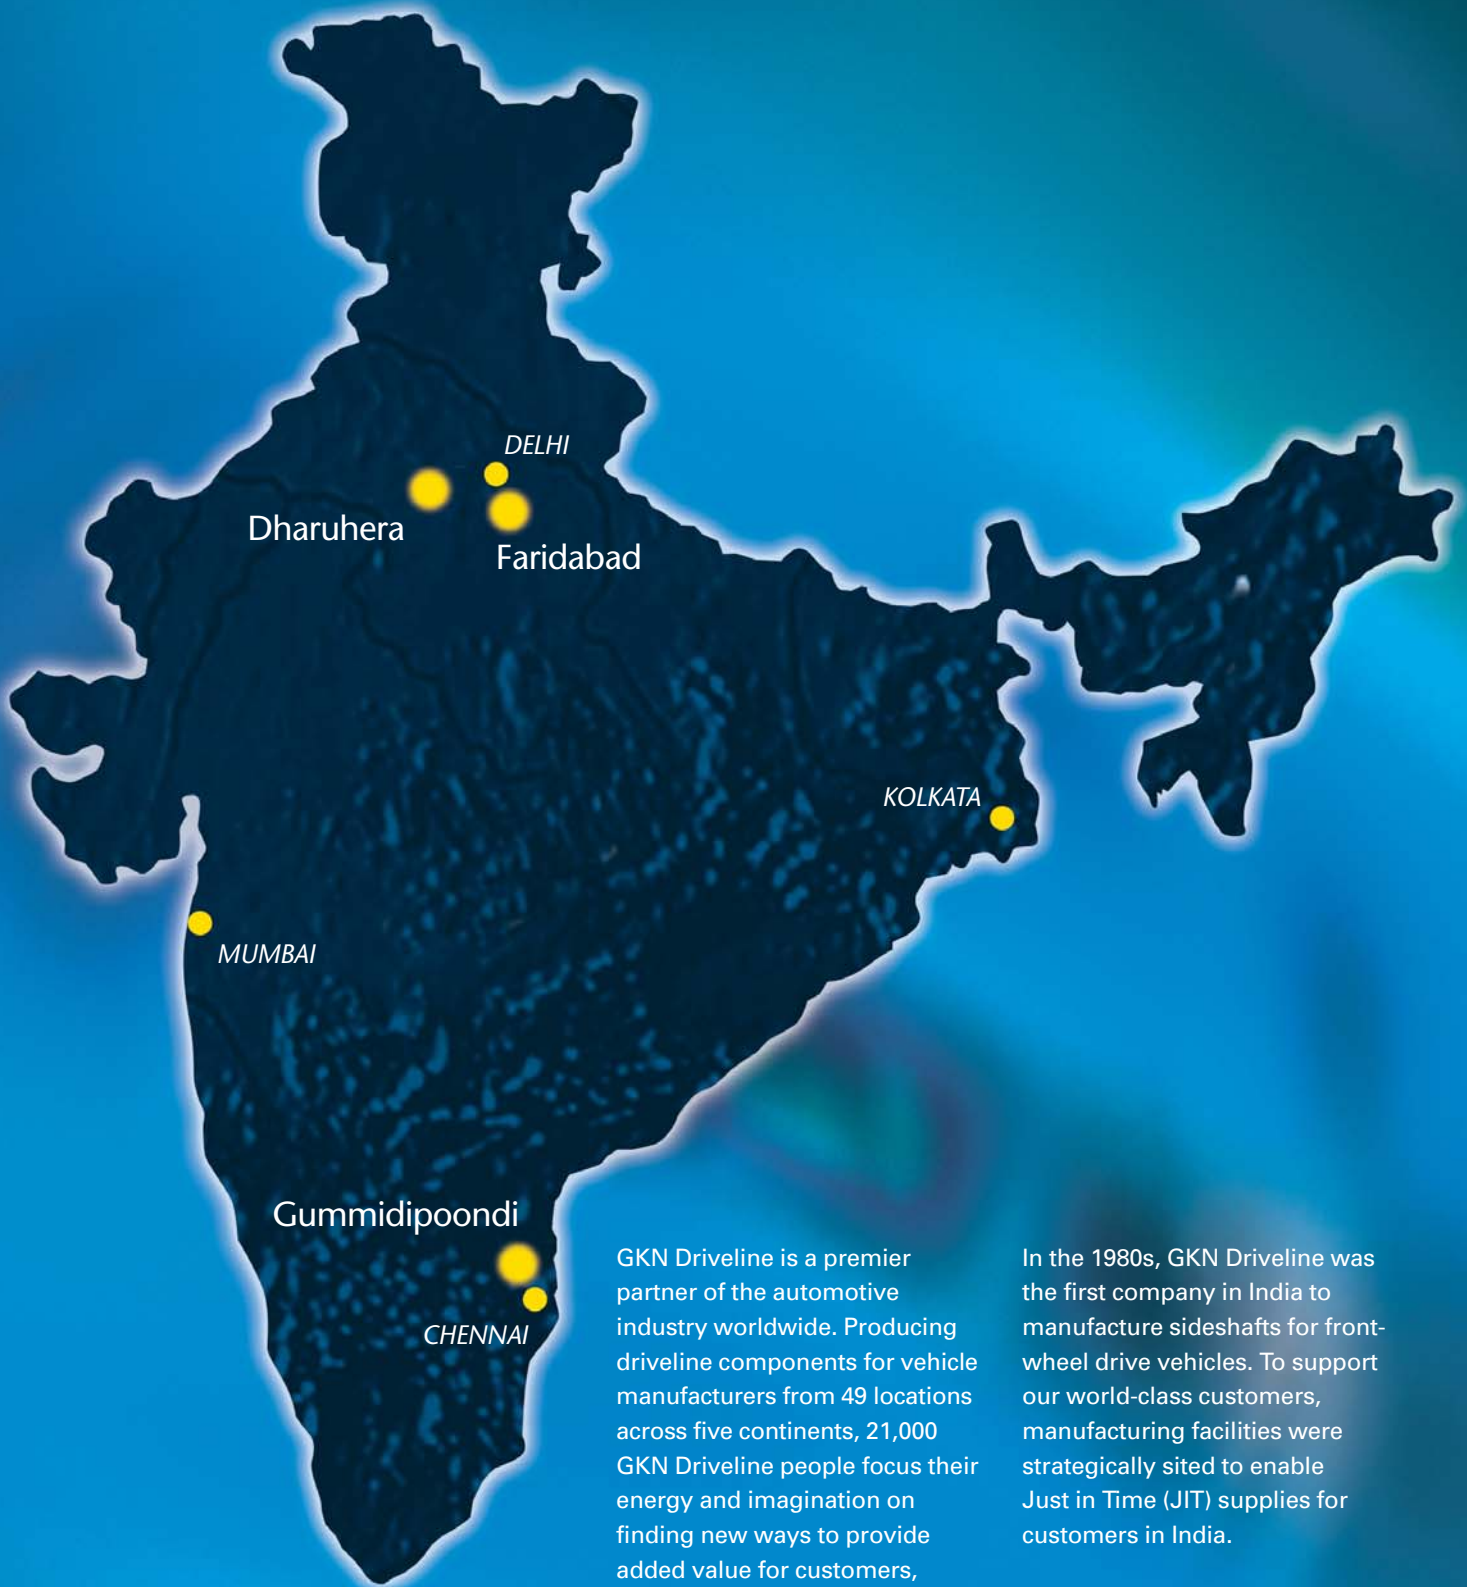 DELHI
Dharuhera
Faridabad
KOLKATA
MUMBAI
Gummidipoondi
CHENNAI
GKN Driveline is a premier
partner of the automotive
industry worldwide. Producing
driveline components for vehicle
manufacturers from 49 locations
across five continents, 21,000
GKN Driveline people focus their
energy and imagination on
finding new ways to provide
added value for customers,
In the 1980s, GKN Driveline was
the first company in India to
manufacture sideshafts for front-
wheel drive vehicles. To support
our world-class customers,
manufacturing facilities were
strategically sited to enable
Just in Time (JIT) supplies for
customers in India.